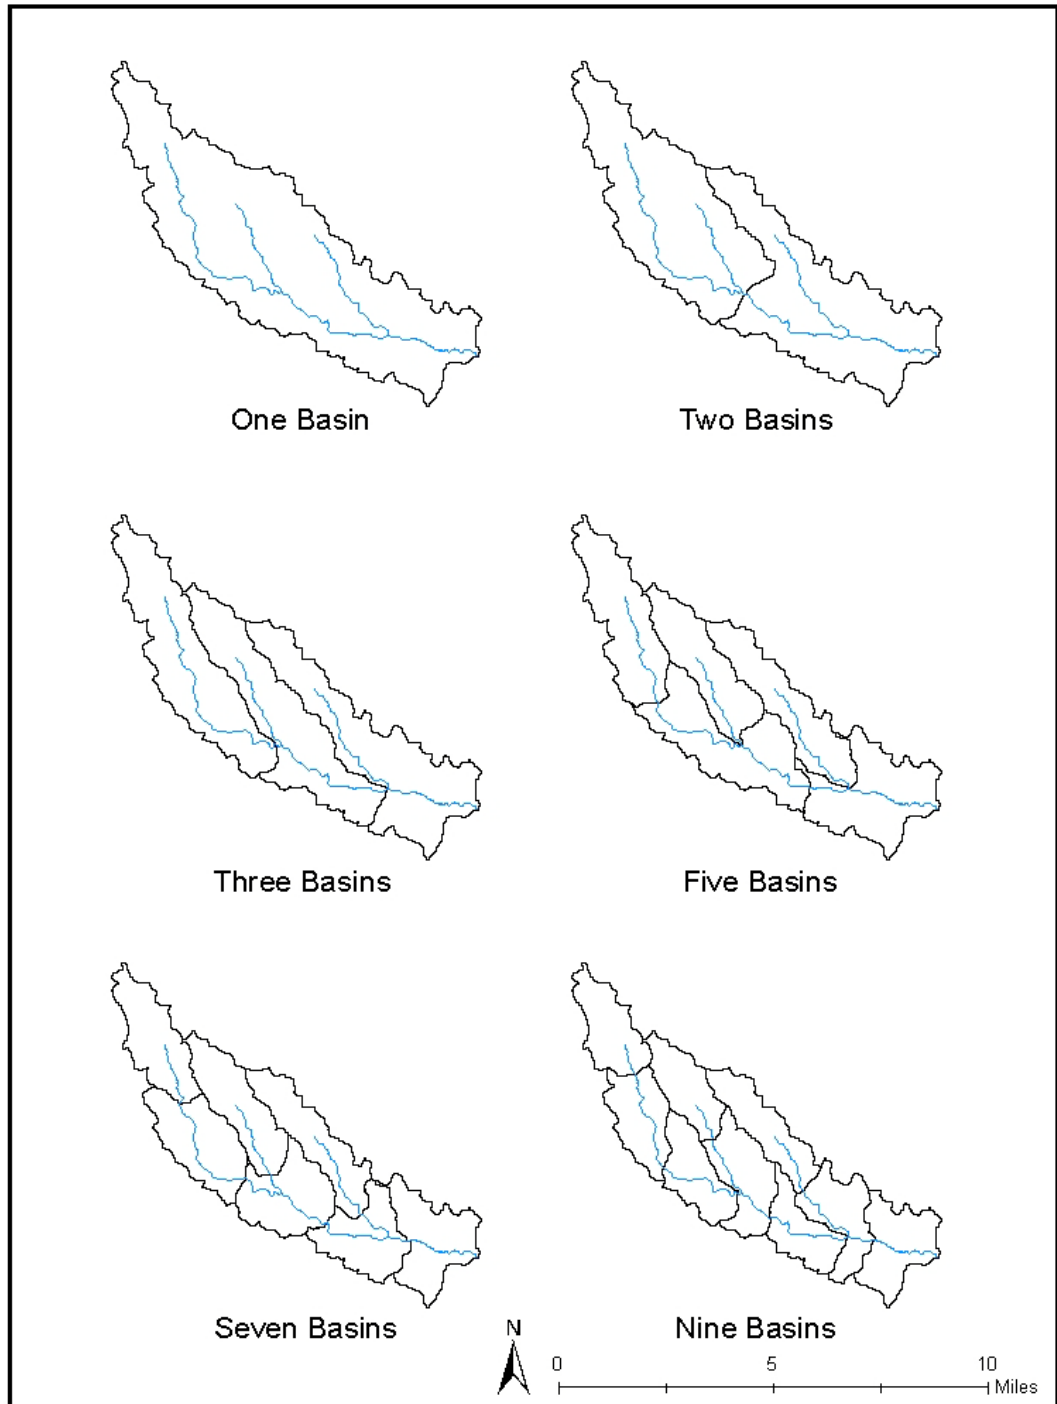 One Basin
Two Basins
Three Basins
Five Basins
Seven Basins
Nine Basins
N
0 5 10
Miles